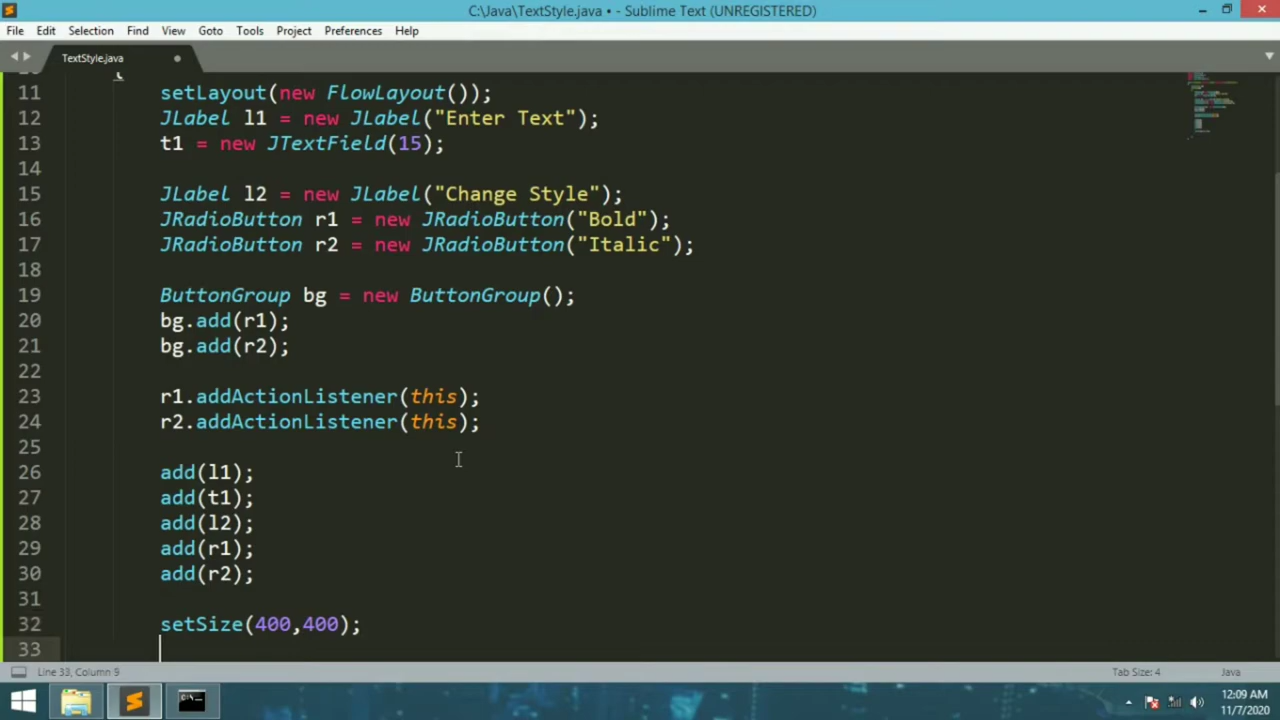 C:\Java\TextStyle.java • - Sublime Text (UNREGISTERED)
File Edit Selection Find View Goto Tools Project Preferences Help
TextStyle.java
{
11 setLayout(new FlowLayout());
12 JLabel l1 = new JLabel("Enter Text");
13 t1 = new JTextField(15);
14
15 JLabel l2 = new JLabel("Change Style");
16 JRadioButton r1 = new JRadioButton("Bold");
17 JRadioButton r2 = new JRadioButton("Italic");
18
19 ButtonGroup bg = new ButtonGroup();
20 bg.add(r1);
21 bg.add(r2);
22
23 r1.addActionListener(this);
24 r2.addActionListener(this);
25
26 add(l1);
27 add(t1);
28 add(l2);
29 add(r1);
30 add(r2);
31
32 setSize(400,400);
33
Line 33, Column 9 Tab Size: 4 Java
12:09 AM
11/7/2020